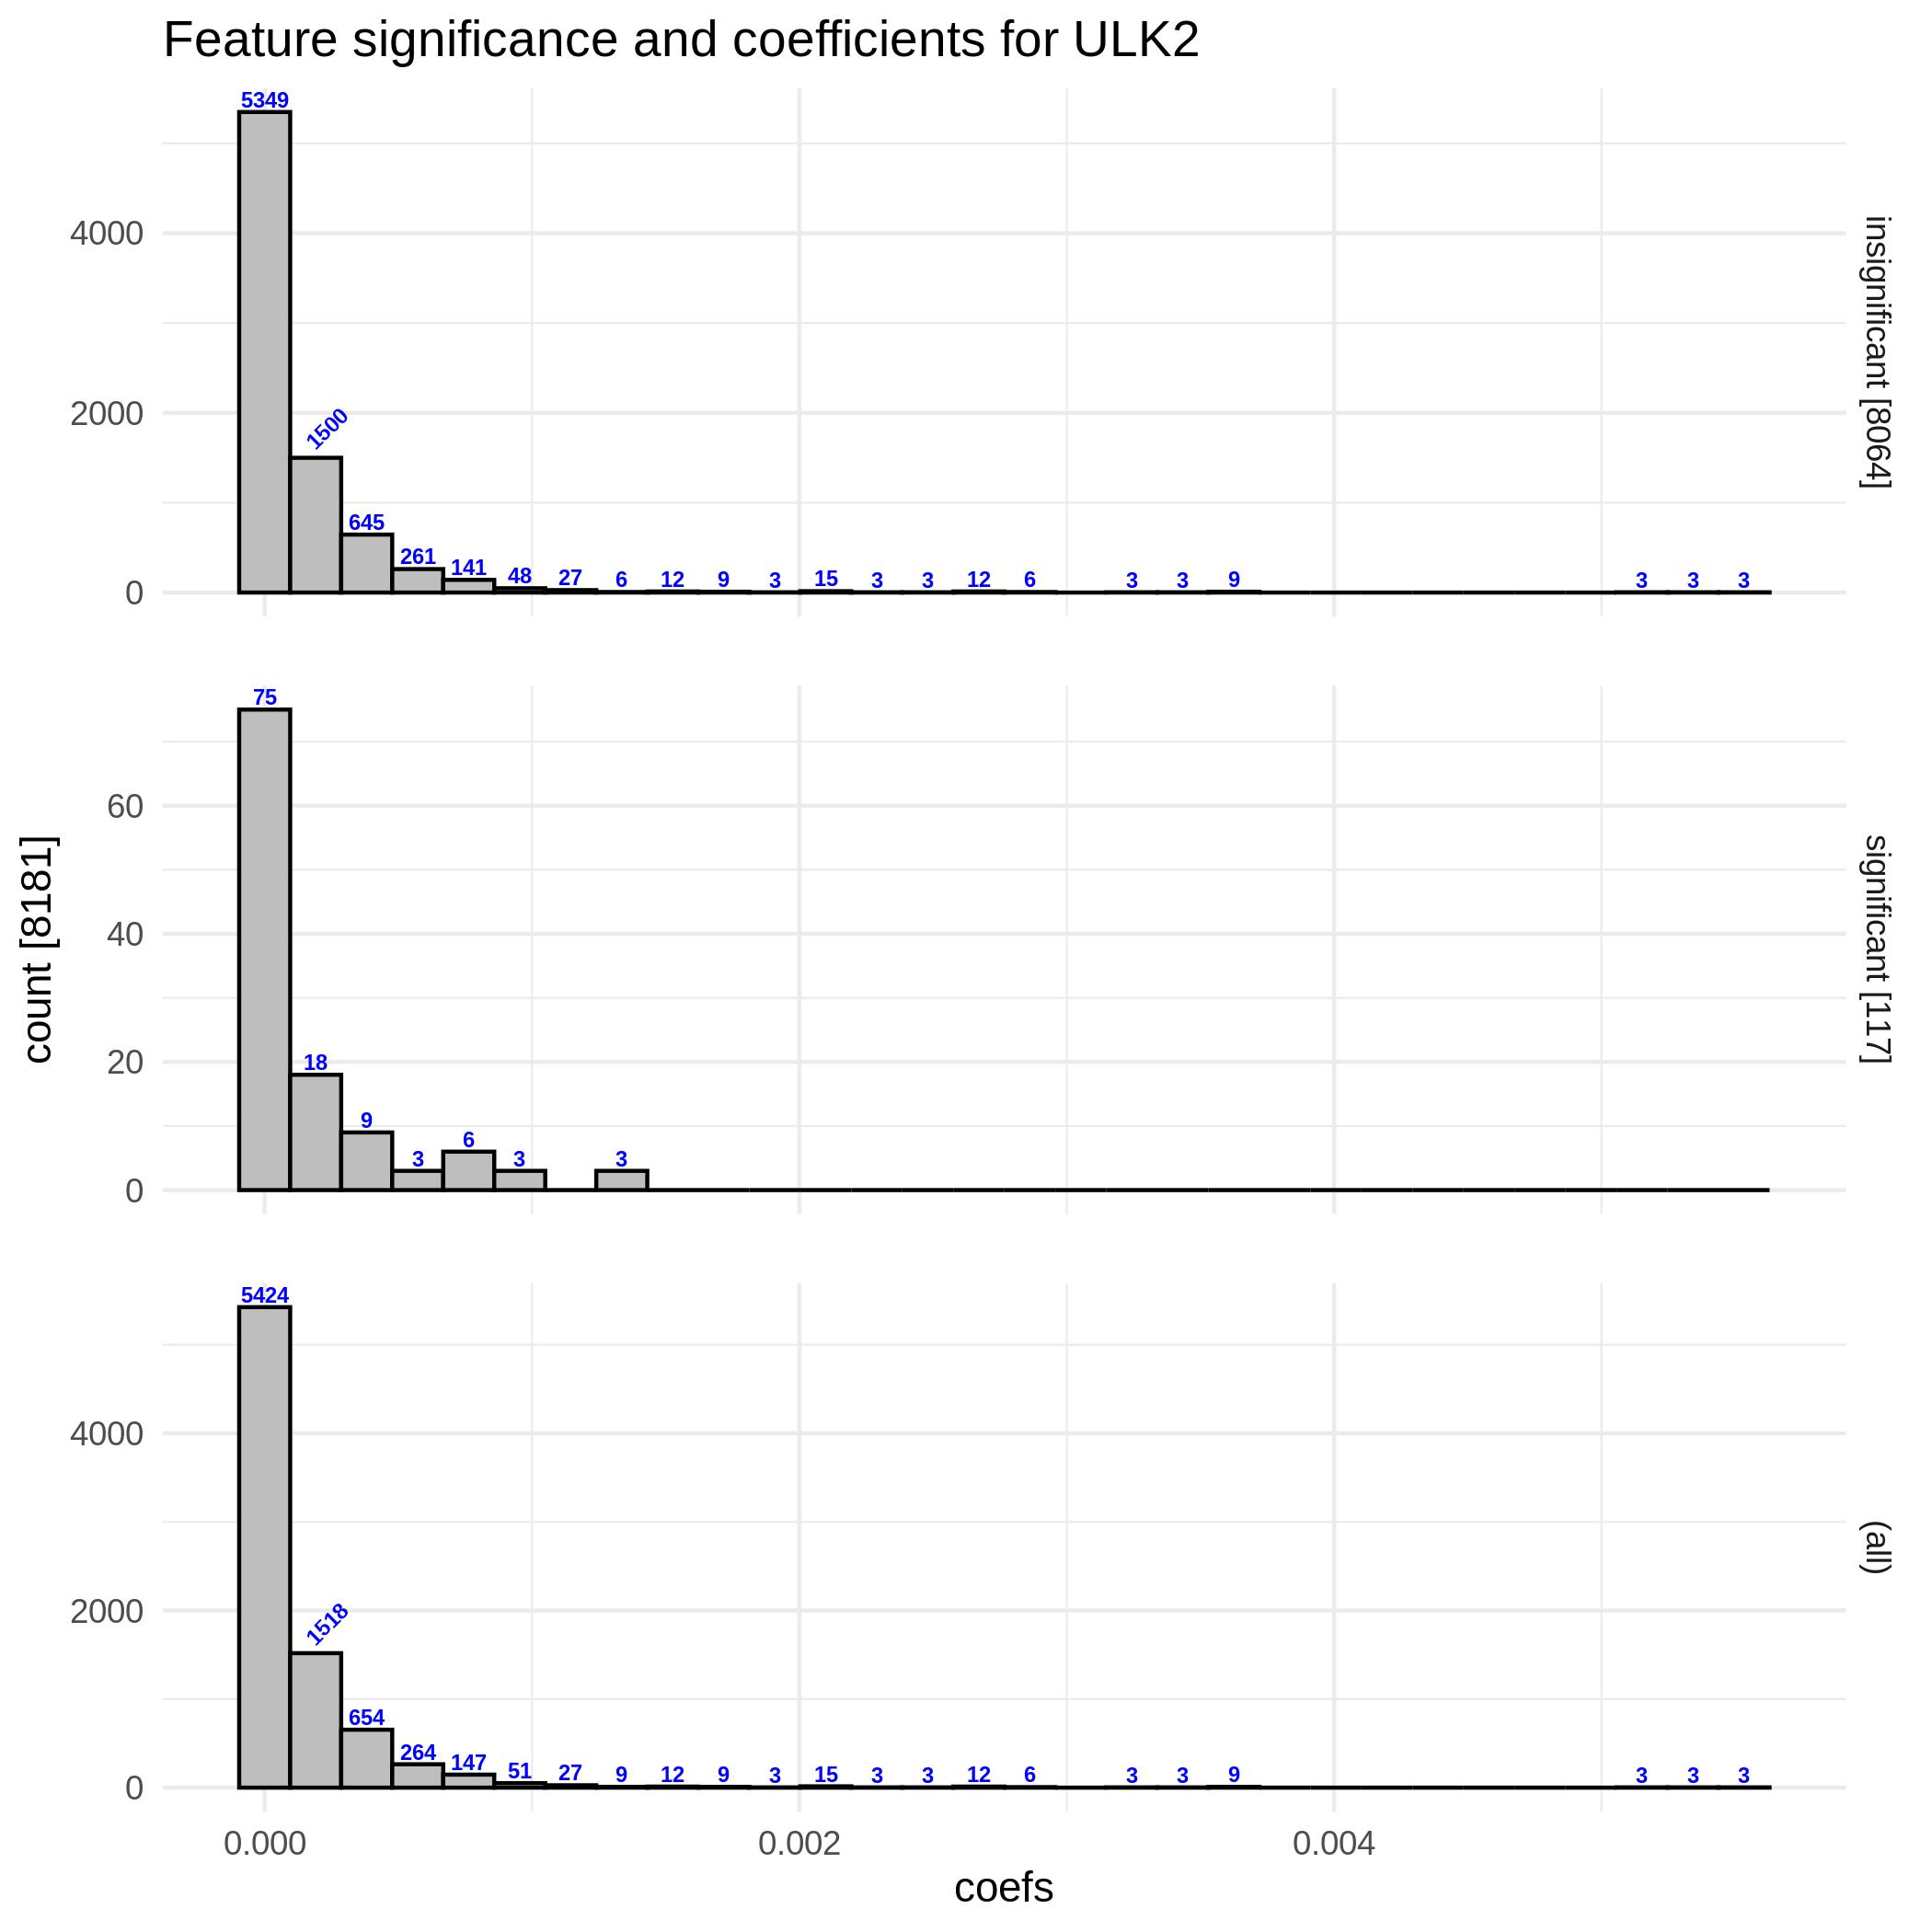 Feature significance and coefficients for ULK2
5349
1500
645
261 141 48 27 6 12 9 3 15 3 3 12 6 3 3 9 3 3 3
4000
2000
0
insignificant [8064]
75
18
9
3 6 3 3
60
40
20
0
significant [117]
count [8181]
5424
1518
654
264 147 51 27 9 12 9 3 15 3 3 12 6 3 3 9 3 3 3
4000
2000
0
(all)
0.000 0.002 0.004
coefs